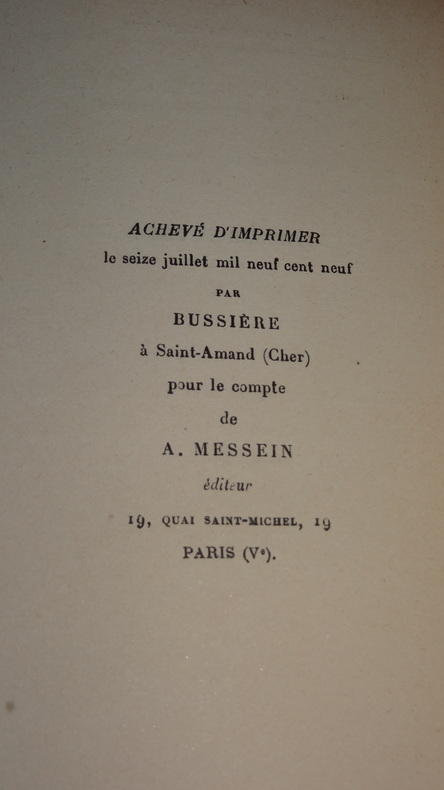 ACHEVÉ D'IMPRIMER
le seize juillet mil neuf cent neuf
PAR
BUSSIÈRE
à Saint-Amand (Cher)
pour le compte
de
A. MESSEIN
éditeur
19, QUAI SAINT-MICHEL, 19
PARIS (Vᵉ).